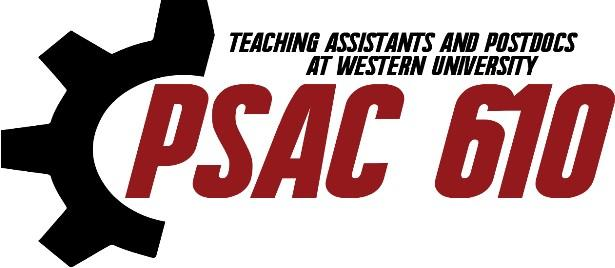 TEACHING ASSISTANTS AND POSTDOCS
AT WESTERN UNIVERSITY
PSAC 610